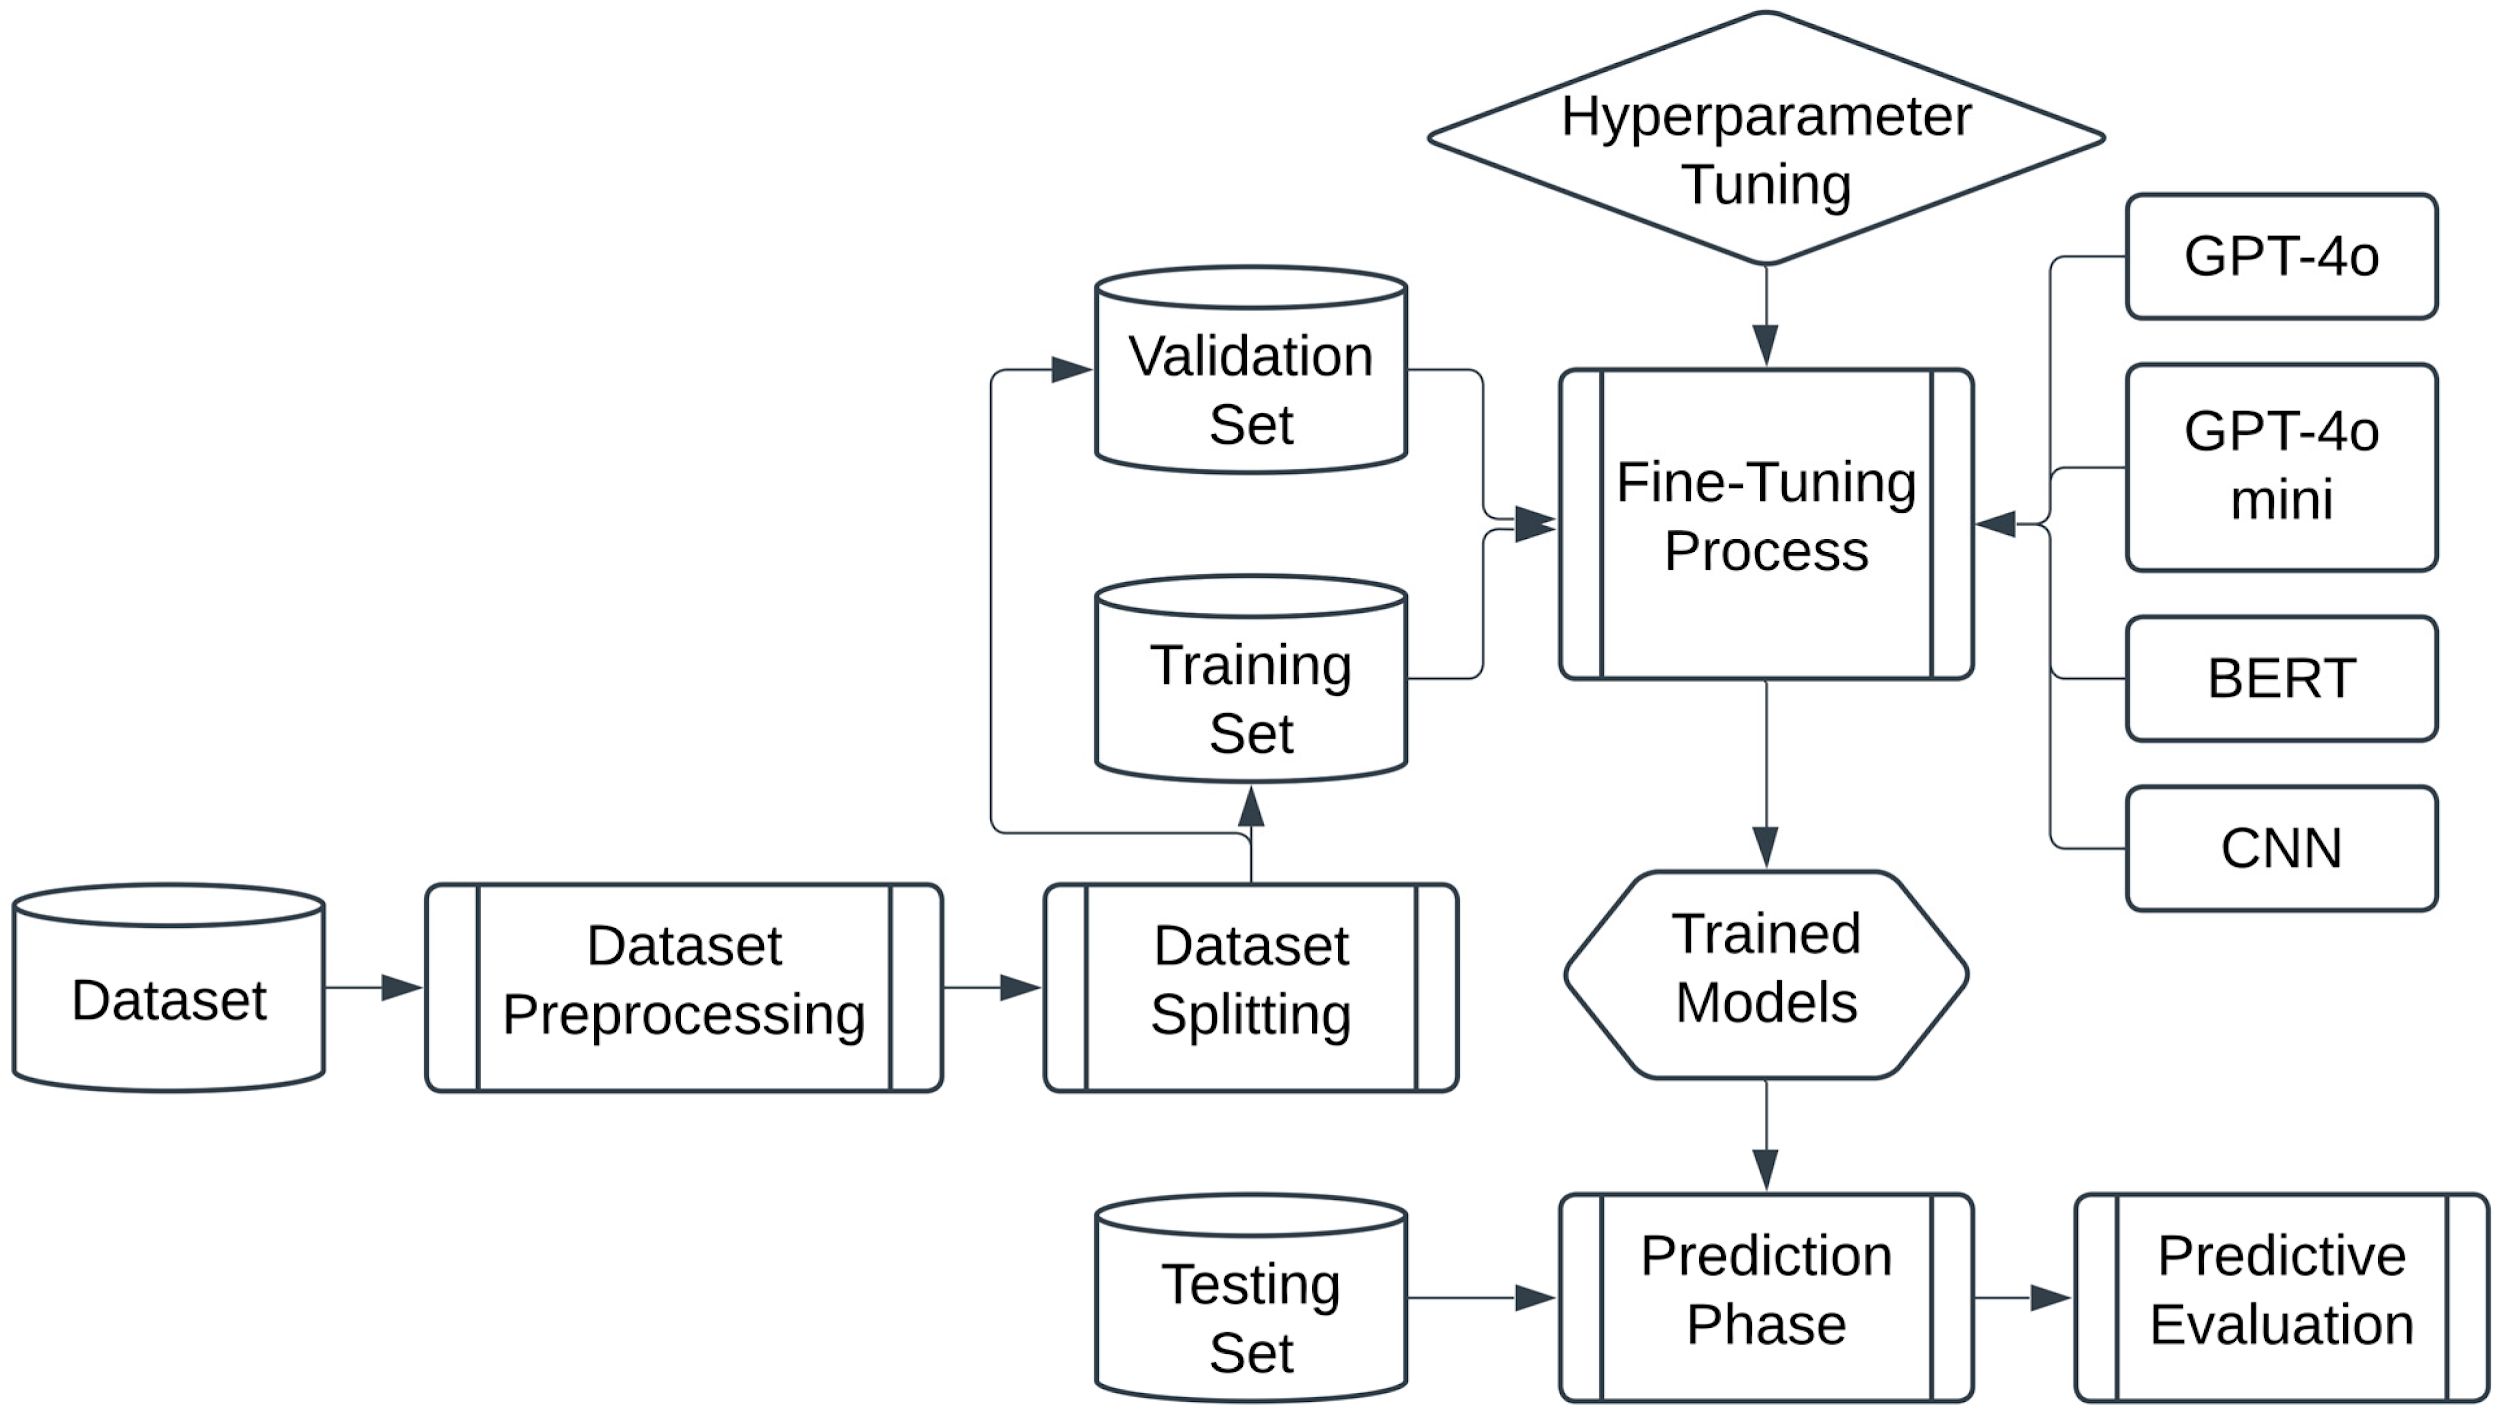 Hyperparameter
Tuning
GPT-4o
Validation
Set
GPT-4o
mini
Fine-Tuning
Process
Training
Set
BERT
CNN
Dataset
Dataset
Preprocessing
Dataset
Splitting
Trained
Models
Testing
Set
Prediction
Phase
Predictive
Evaluation